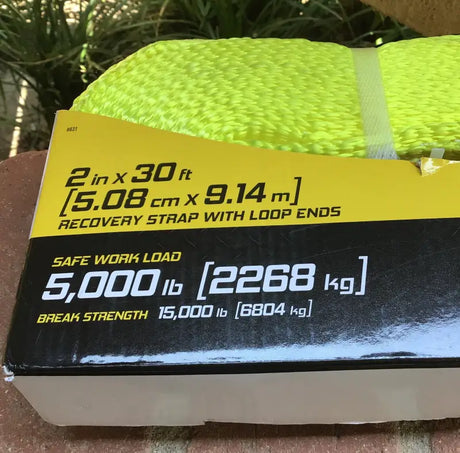 2 in x 30 ft
[5.08 cm x 9.14 m]
RECOVERY STRAP WITH LOOP ENDS
SAFE WORK LOAD
5,000 lb [2268 kg]
BREAK STRENGTH 15,000 lb [6804 kg]